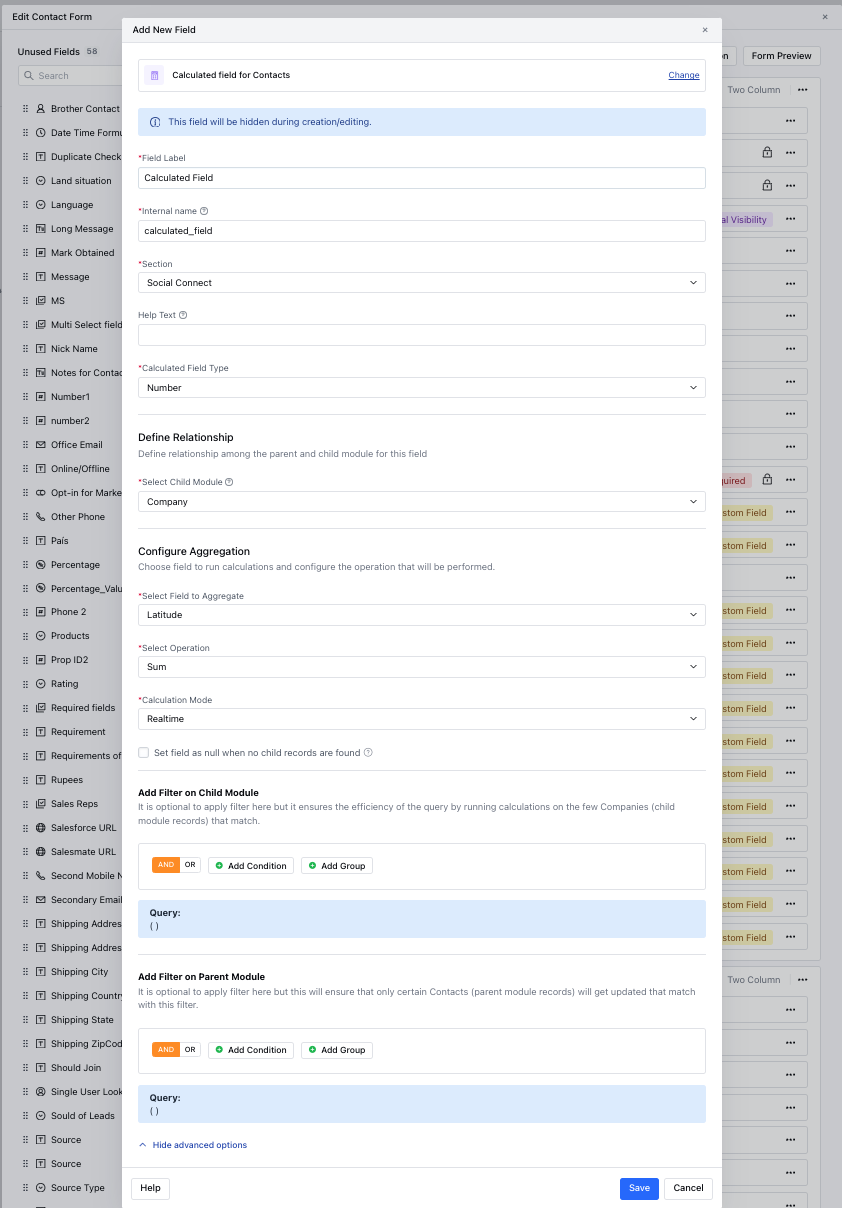 Edit Contact Form
×
Unused Fields 58
Search
Brother Contact
Date Time Formu
Duplicate Check
Land situation
Language
Long Message
Mark Obtained
Message
MS
Multi Select field
Nick Name
Notes for Contac
Number1
number2
Office Email
Online/Offline
Opt-in for Marke
Other Phone
País
Percentage
Percentage_Valu
Phone 2
Products
Prop ID2
Rating
Required fields
Requirement
Requirements of
Rupees
Sales Reps
Salesforce URL
Salesmate URL
Second Mobile N
Secondary Email
Shipping Addres
Shipping Addres
Shipping City
Shipping Country
Shipping State
Shipping ZipCod
Should Join
Single User Look
Sould of Leads
Source
Source
Source Type
Add New Field
×
Calculated field for Contacts
Change
This field will be hidden during creation/editing.
*Field Label
Calculated Field
*Internal name
calculated_field
*Section
Social Connect
Help Text
*Calculated Field Type
Number
Define Relationship
Define relationship among the parent and child module for this field
*Select Child Module
Company
Configure Aggregation
Choose field to run calculations and configure the operation that will be performed.
*Select Field to Aggregate
Latitude
*Select Operation
Sum
*Calculation Mode
Realtime
Set field as null when no child records are found
Add Filter on Child Module
It is optional to apply filter here but it ensures the efficiency of the query by running calculations on the few Companies (child
module records) that match.
AND OR Add Condition Add Group
Query:
( )
Add Filter on Parent Module
It is optional to apply filter here but this will ensure that only certain Contacts (parent module records) will get updated that match
with this filter.
AND OR Add Condition Add Group
Query:
( )
Hide advanced options
Help
Save
Cancel
on
Form Preview
Two Column
al Visibility
quired
stom Field
stom Field
stom Field
stom Field
stom Field
stom Field
stom Field
stom Field
stom Field
stom Field
stom Field
stom Field
stom Field
Two Column